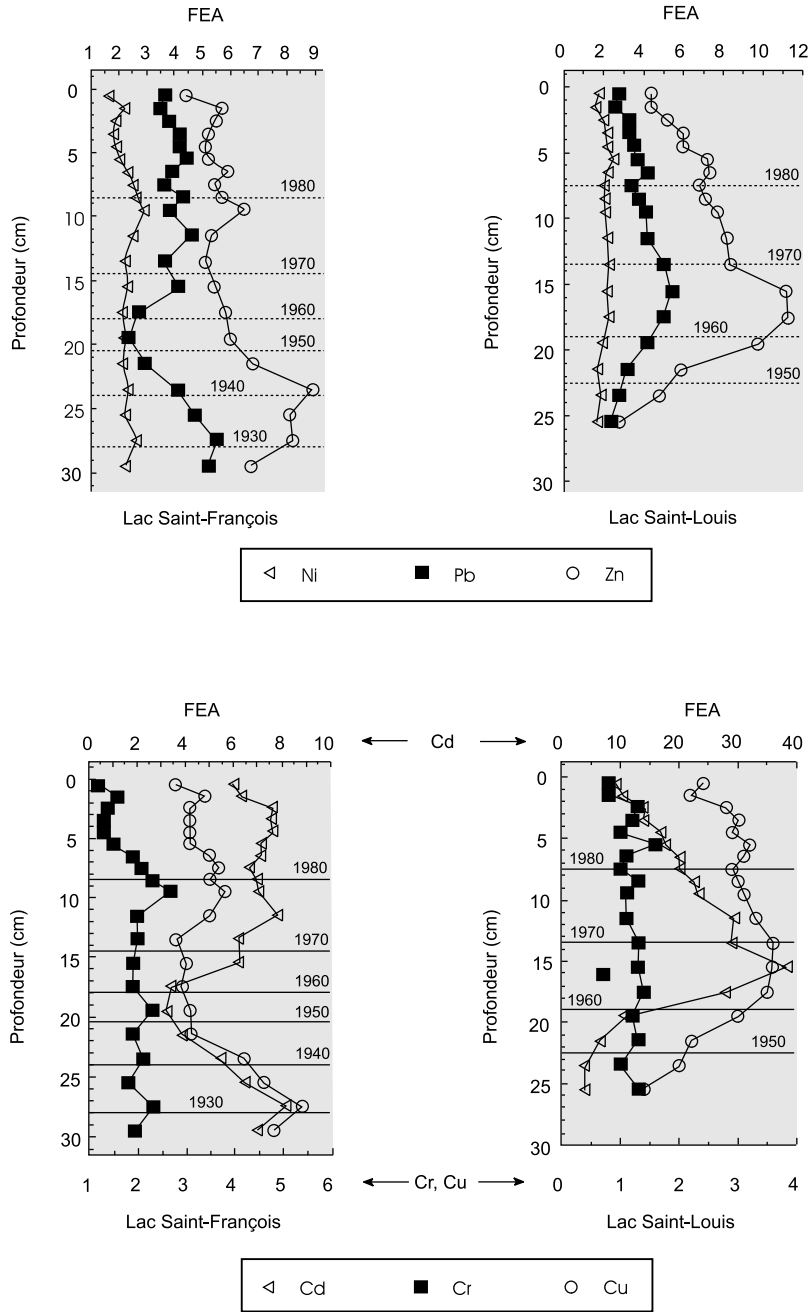 FEA
1 2 3 4 5 6 7 8 9
0
5
10
15
20
25
30
Profondeur (cm)
1980
1970
1960
1950
1940
1930
Lac Saint-François
FEA
0 2 4 6 8 10 12
0
5
10
15
20
25
30
Profondeur (cm)
1980
1970
1960
1950
Lac Saint-Louis
Ni Pb Zn
FEA
0 2 4 6 8 10
Cd
0
5
10
15
20
25
30
Profondeur (cm)
1980
1970
1960
1950
1940
1930
1 2 3 4 5 6
Cr, Cu
Lac Saint-François
FEA
0 10 20 30 40
0
5
10
15
20
25
30
Profondeur (cm)
1980
1970
1960
1950
0 1 2 3 4
Lac Saint-Louis
Cd Cr Cu